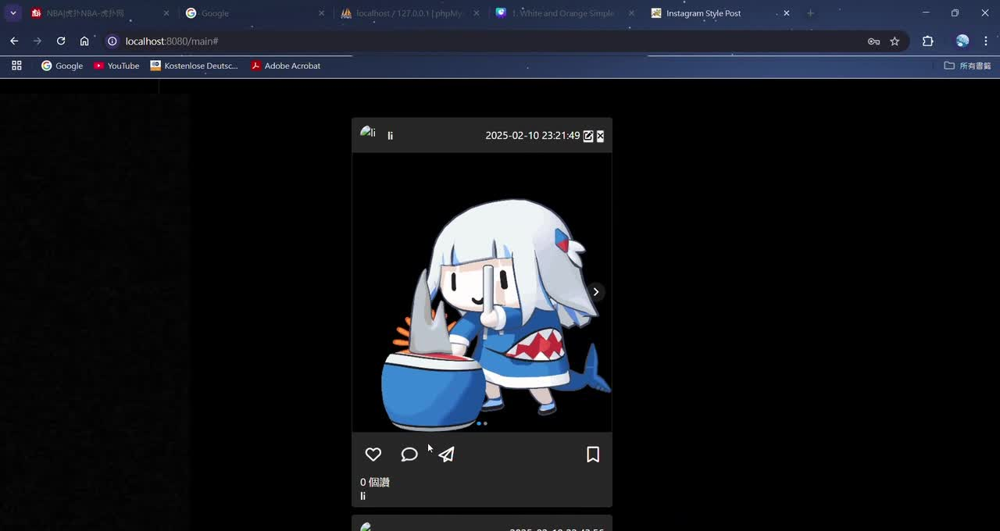 NBA|虎扑NBA-虎扑网
Google
localhost / 127.0.0.1 | phpMy
1. White and Orange Simple
Instagram Style Post
localhost:8080/main#
Google
YouTube
Kostenlose Deutsc...
Adobe Acrobat
所有書籤
li
li
2025-02-10 23:21:49
0 個讚
li